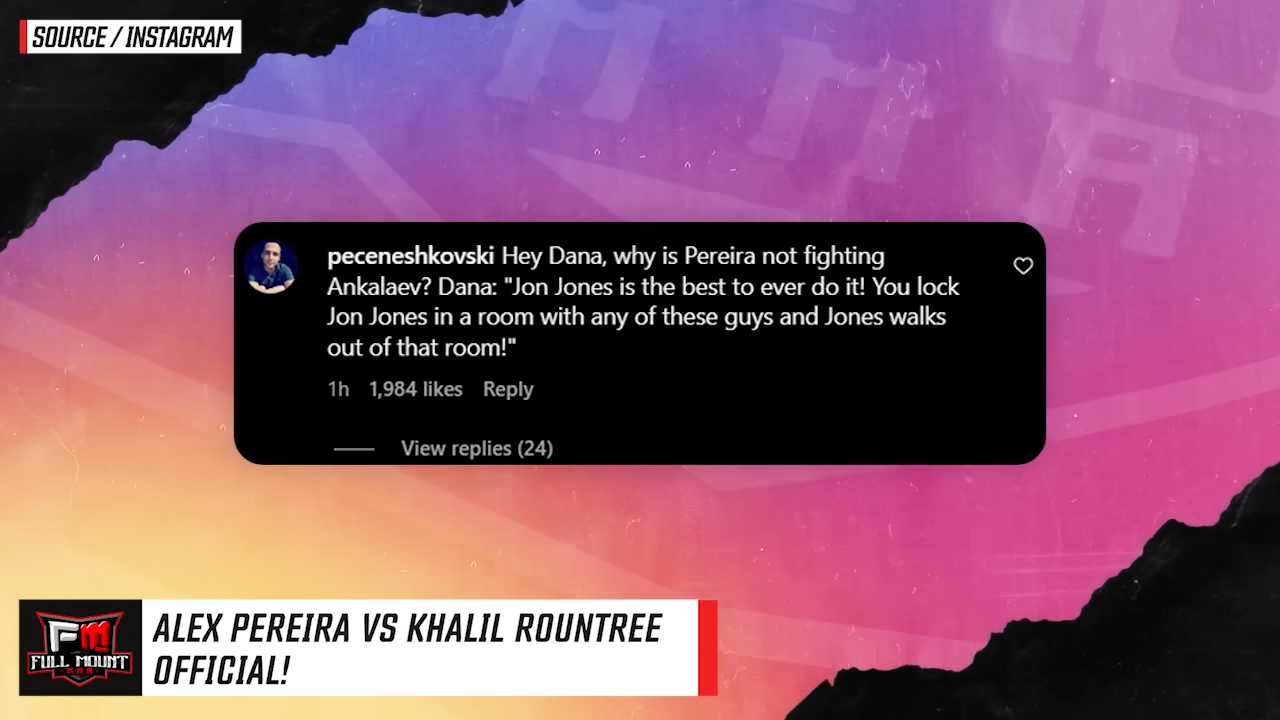 SOURCE / INSTAGRAM
peceneshkovski Hey Dana, why is Pereira not fighting
Ankalaev? Dana: "Jon Jones is the best to ever do it! You lock
Jon Jones in a room with any of these guys and Jones walks
out of that room!"
1h 1,984 likes Reply
View replies (24)
FM
FULL MOUNT
MMA
ALEX PEREIRA VS KHALIL ROUNTREE
OFFICIAL!